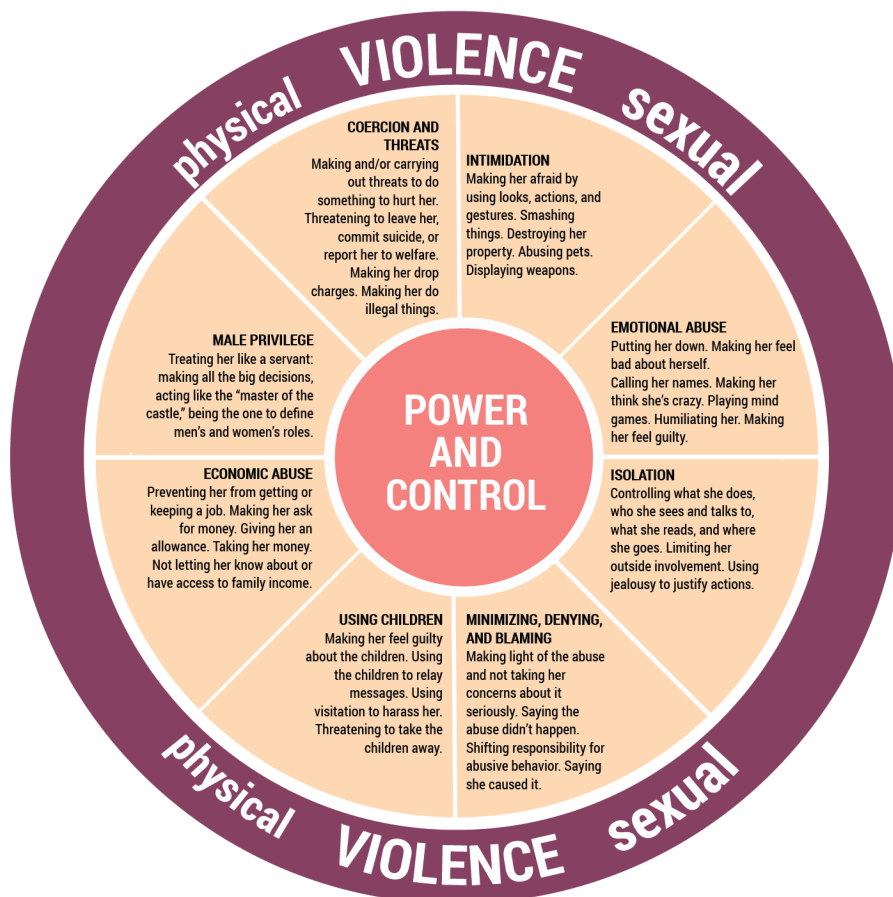 physical VIOLENCE sexual
COERCION AND
THREATS
Making and/or carrying
out threats to do
something to hurt her.
Threatening to leave her,
commit suicide, or
report her to welfare.
Making her drop
charges. Making her do
illegal things.
INTIMIDATION
Making her afraid by
using looks, actions, and
gestures. Smashing
things. Destroying her
property. Abusing pets.
Displaying weapons.
EMOTIONAL ABUSE
Putting her down. Making her feel
bad about herself.
Calling her names. Making her
think she's crazy. Playing mind
games. Humiliating her. Making
her feel guilty.
ISOLATION
Controlling what she does,
who she sees and talks to,
what she reads, and where
she goes. Limiting her
outside involvement. Using
jealousy to justify actions.
MINIMIZING, DENYING,
AND BLAMING
Making light of the abuse
and not taking her
concerns about it
seriously. Saying the
abuse didn't happen.
Shifting responsibility for
abusive behavior. Saying
she caused it.
USING CHILDREN
Making her feel guilty
about the children. Using
the children to relay
messages. Using
visitation to harass her.
Threatening to take the
children away.
ECONOMIC ABUSE
Preventing her from getting or
keeping a job. Making her ask
for money. Giving her an
allowance. Taking her money.
Not letting her know about or
have access to family income.
MALE PRIVILEGE
Treating her like a servant:
making all the big decisions,
acting like the “master of the
castle,” being the one to define
men's and women's roles.
POWER
AND
CONTROL
physical VIOLENCE sexual